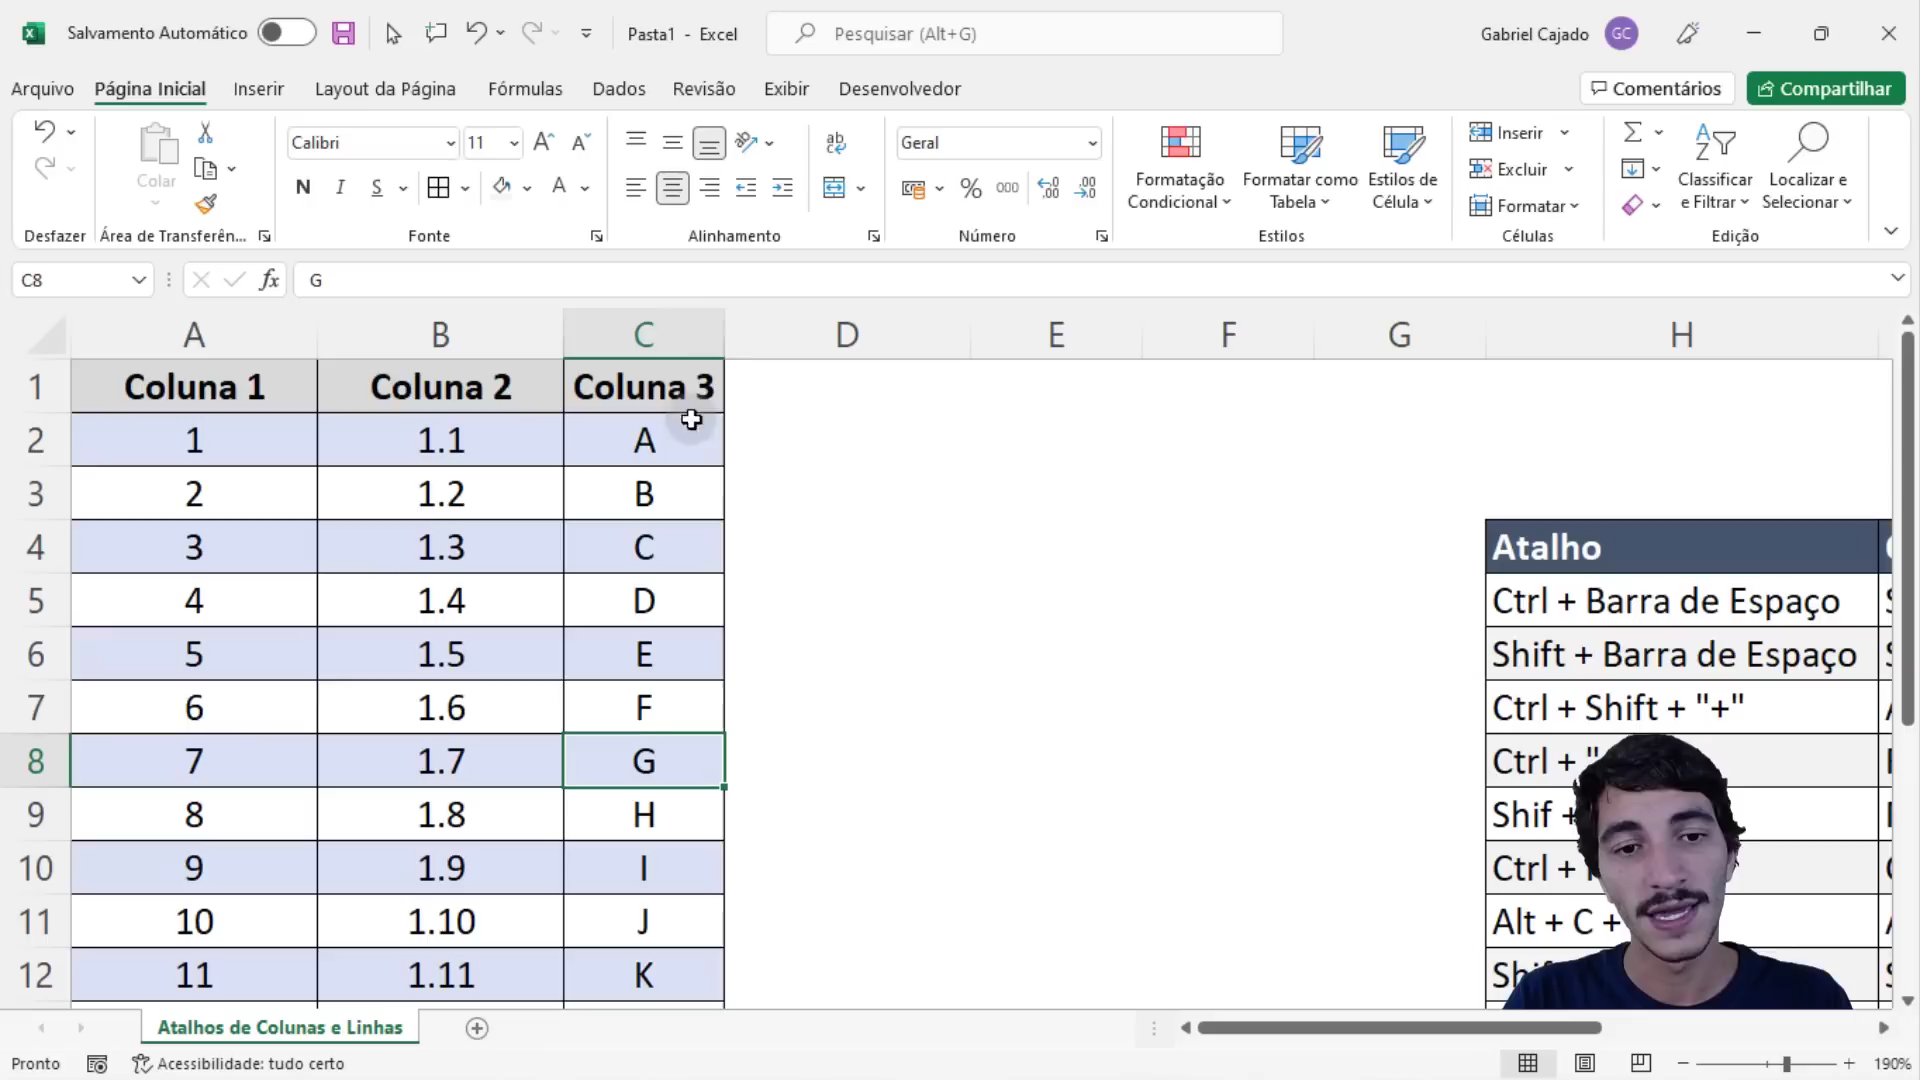 Salvamento Automático
Pasta1 - Excel
Pesquisar (Alt+G)
Gabriel Cajado
GC
Arquivo
Página Inicial
Inserir
Layout da Página
Fórmulas
Dados
Revisão
Exibir
Desenvolvedor
Comentários
Compartilhar
Colar
Calibri
11
N I S
Geral
Formatação Condicional
Formatar como Tabela
Estilos de Célula
Inserir
Excluir
Formatar
Classificar e Filtrar
Localizar e Selecionar
Desfazer
Área de Transferên...
Fonte
Alinhamento
Número
Estilos
Células
Edição
C8
fx
G
A B C D E F G H
1 Coluna 1 Coluna 2 Coluna 3
2 1 1.1 A
3 2 1.2 B
4 3 1.3 C Atalho
5 4 1.4 D Ctrl + Barra de Espaço
6 5 1.5 E Shift + Barra de Espaço
7 6 1.6 F Ctrl + Shift + "+"
8 7 1.7 G Ctrl + "
9 8 1.8 H Shif +
10 9 1.9 I Ctrl +
11 10 1.10 J Alt + C +
12 11 1.11 K
Atalhos de Colunas e Linhas
Pronto
Acessibilidade: tudo certo
190%